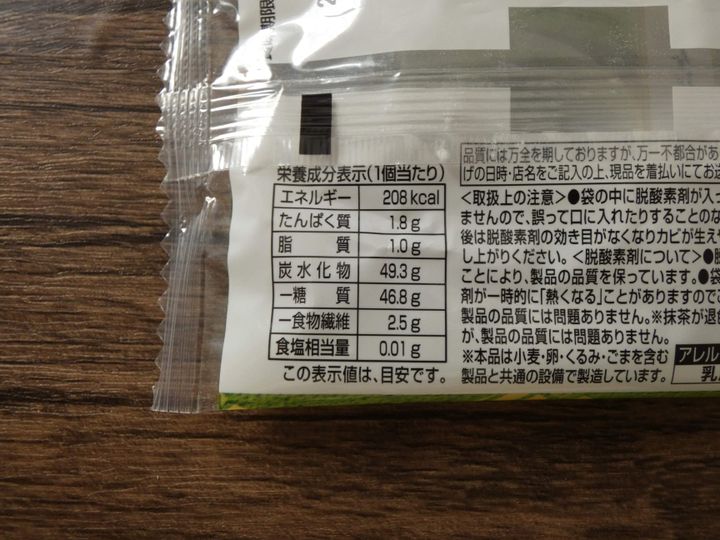 期限
栄養成分表示(1個当たり)
エネルギー 208 kcal
たんぱく質 1.8 g
脂質 1.0 g
炭水化物 49.3 g
ー糖質 46.8 g
ー食物繊維 2.5 g
食塩相当量 0.01 g
この表示値は、目安です。
品質には万全を期しておりますが、万一不都合があ
げの日時・店名をご記入の上、現品を着払いにてお送
<取扱上の注意>●袋の中に脱酸素剤が入っ
ませんので、誤って口に入れたりすることのな
後は脱酸素剤の効き目がなくなりカビが生えや
し上がりください。<脱酸素剤について>●脱
ことにより、製品の品質を保っています。●袋
剤が一時的に「熱くなる」ことがありますのでご
製品の品質には問題ありません。※抹茶が退色
が、製品の品質には問題ありません。
※本品は小麦・卵・くるみ・ごまを含む
製品と共通の設備で製造しています。
アレル
乳